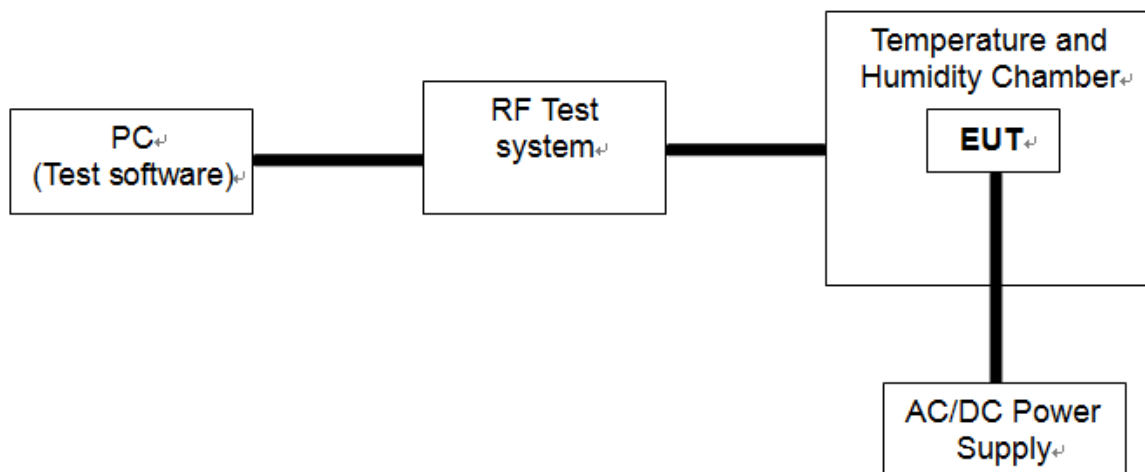 PC
(Test software)
RF Test
system
Temperature and
Humidity Chamber
EUT
AC/DC Power
Supply